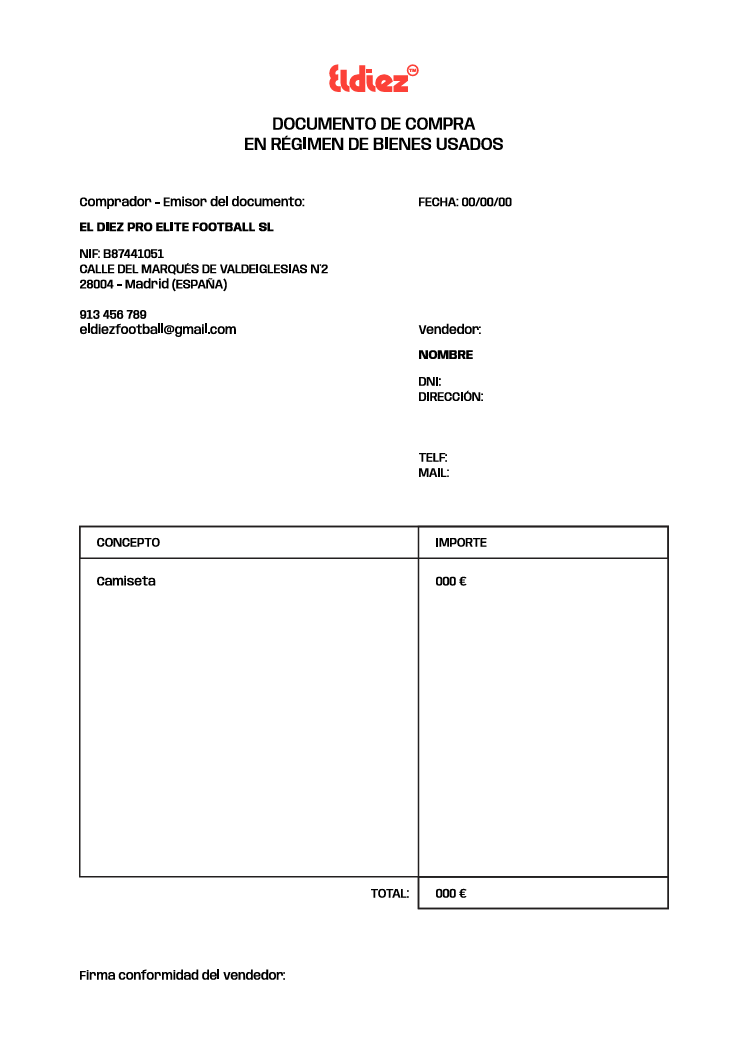 Eldiez™
DOCUMENTO DE COMPRA
EN RÉGIMEN DE BIENES USADOS
Comprador - Emisor del documento:
FECHA: 00/00/00
EL DIEZ PRO ELITE FOOTBALL SL
NIF: B87441051
CALLE DEL MARQUÉS DE VALDEIGLESIAS Nº2
28004 - Madrid (ESPAÑA)
913 456 789
eldiezfootball@gmail.com
Vendedor:
NOMBRE
DNI:
DIRECCIÓN:
TELF:
MAIL:
CONCEPTO
IMPORTE
Camiseta
000 €
TOTAL:
000 €
Firma conformidad del vendedor: